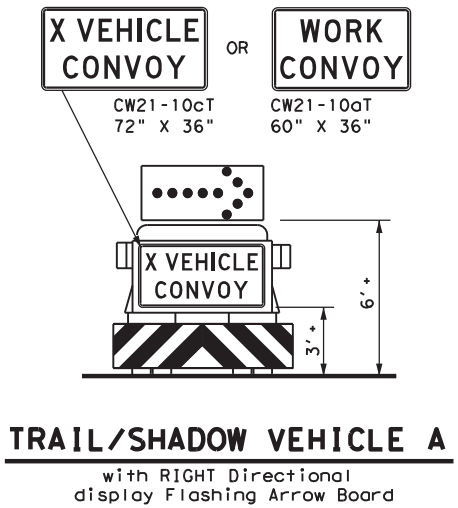 X VEHICLE
CONVOY
OR
WORK
CONVOY
CW21-10cT
72" X 36"
CW21-10aT
60" X 36"
X VEHICLE
CONVOY
6' +
3' +
TRAIL/SHADOW VEHICLE A
with RIGHT Directional
display Flashing Arrow Board